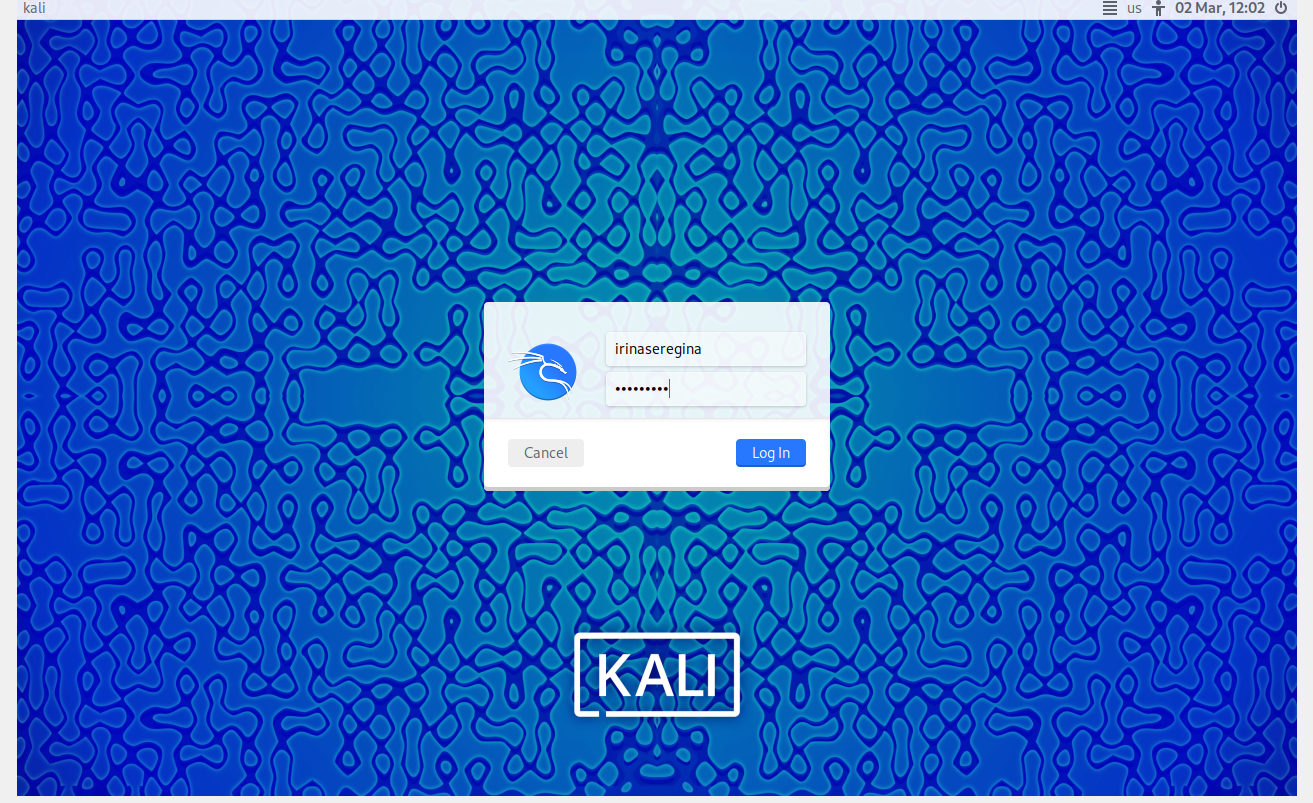 kali
us
02 Mar, 12:02
irinaseregina
•••••••••
Cancel
Log In
KALI